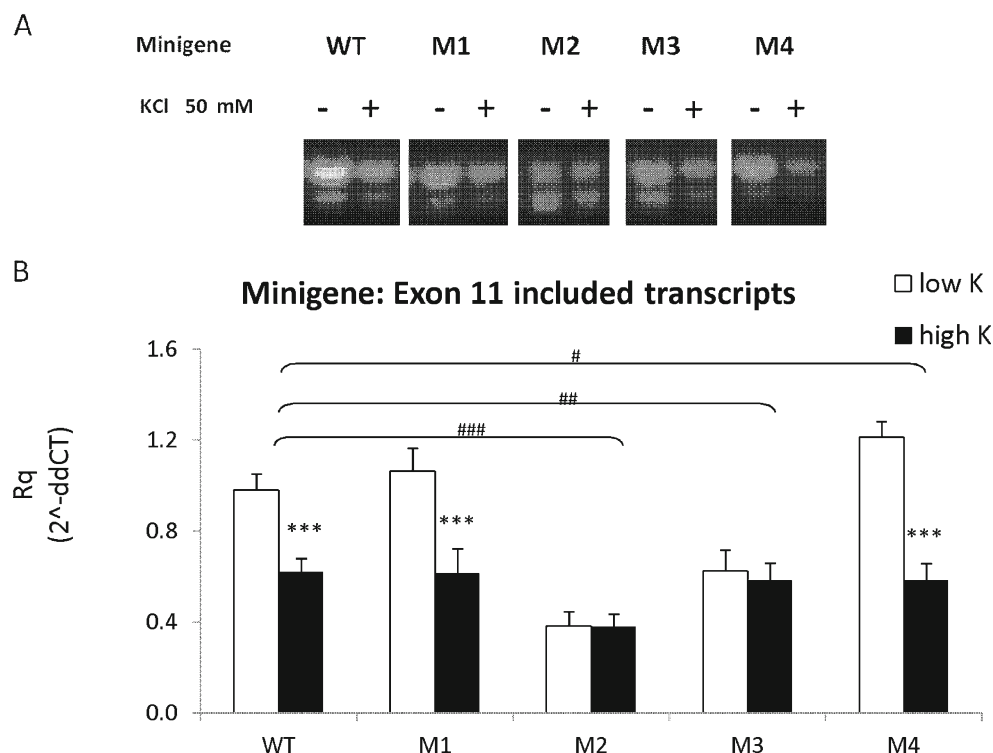 A
Minigene WT M1 M2 M3 M4
KCl 50 mM - + - + - + - + - +
B
Minigene: Exon 11 included transcripts
low K
high K
Rq
(2^-ddCT)
1.6
1.2
0.8
0.4
0.0
#
##
###
***
***
***
WT M1 M2 M3 M4